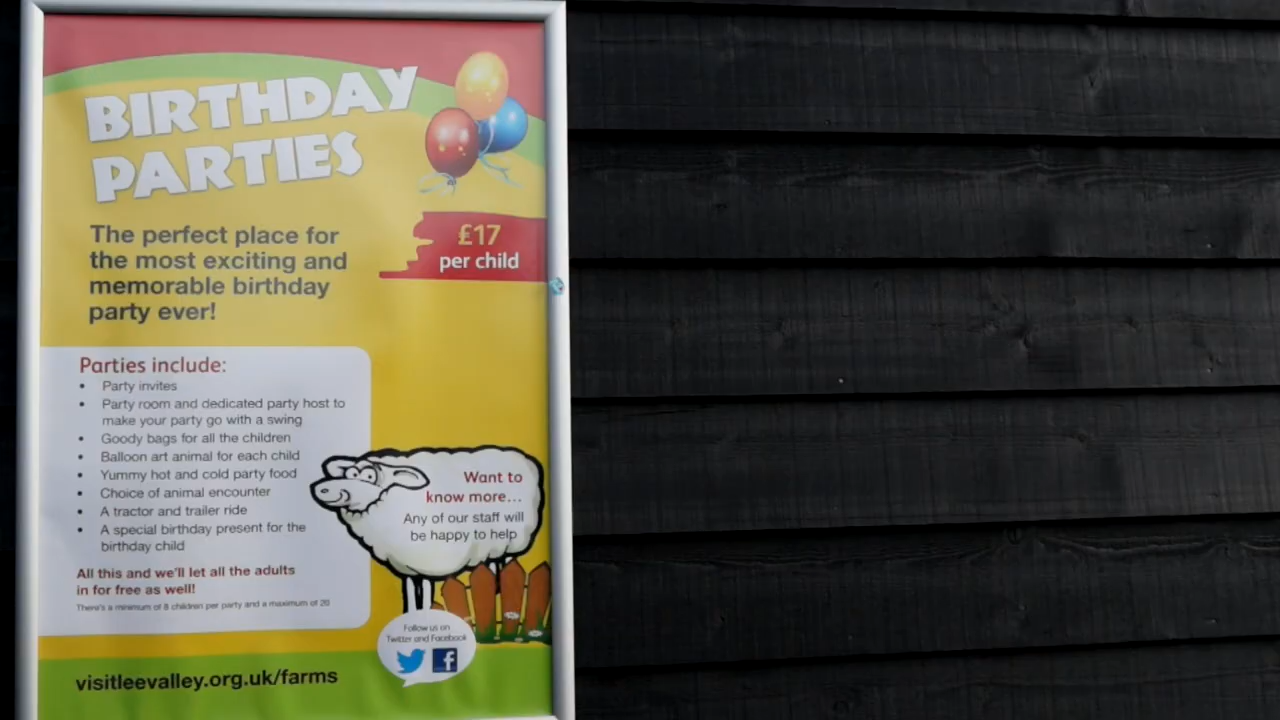 BIRTHDAY
PARTIES
The perfect place for
the most exciting and
memorable birthday
party ever!
£17
per child
Parties include:
• Party invites
• Party room and dedicated party host to
make your party go with a swing
• Goody bags for all the children
• Balloon art animal for each child
• Yummy hot and cold party food
• Choice of animal encounter
• A tractor and trailer ride
• A special birthday present for the
birthday child
All this and we'll let all the adults
in for free as well!
There's a minimum of 8 children per party and a maximum of 20
Want to
know more...
Any of our staff will
be happy to help
Follow us on
Twitter and Facebook
visitleevalley.org.uk/farms